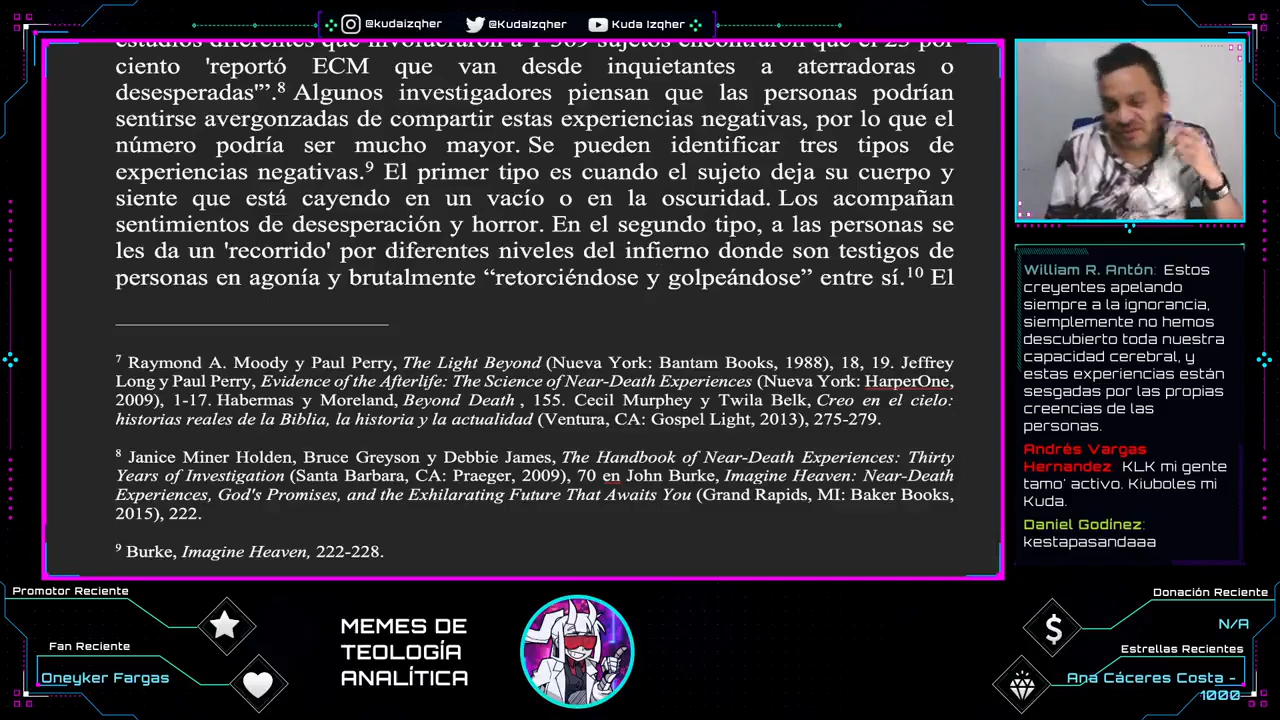 @kudaizqher
@Kudaizqher
Kuda Izqher
estudios diferentes que involucraron a 1 369 sujetos encontraron que el 23 por
ciento 'reportó ECM que van desde inquietantes a aterradoras o
desesperadas'”.⁸ Algunos investigadores piensan que las personas podrían
sentirse avergonzadas de compartir estas experiencias negativas, por lo que el
número podría ser mucho mayor. Se pueden identificar tres tipos de
experiencias negativas.⁹ El primer tipo es cuando el sujeto deja su cuerpo y
siente que está cayendo en un vacío o en la oscuridad. Los acompañan
sentimientos de desesperación y horror. En el segundo tipo, a las personas se
les da un 'recorrido' por diferentes niveles del infierno donde son testigos de
personas en agonía y brutalmente “retorciéndose y golpeándose” entre sí.¹⁰ El
⁷ Raymond A. Moody y Paul Perry, The Light Beyond (Nueva York: Bantam Books, 1988), 18, 19. Jeffrey
Long y Paul Perry, Evidence of the Afterlife: The Science of Near-Death Experiences (Nueva York: HarperOne,
2009), 1-17. Habermas y Moreland, Beyond Death , 155. Cecil Murphey y Twila Belk, Creo en el cielo:
historias reales de la Biblia, la historia y la actualidad (Ventura, CA: Gospel Light, 2013), 275-279.
⁸ Janice Miner Holden, Bruce Greyson y Debbie James, The Handbook of Near-Death Experiences: Thirty
Years of Investigation (Santa Barbara, CA: Praeger, 2009), 70 en John Burke, Imagine Heaven: Near-Death
Experiences, God's Promises, and the Exhilarating Future That Awaits You (Grand Rapids, MI: Baker Books,
2015), 222.
⁹ Burke, Imagine Heaven, 222-228.
William R. Antón: Estos
creyentes apelando
siempre a la ignorancia,
siemplemente no hemos
descubierto toda nuestra
capacidad cerebral, y
estas experiencias están
sesgadas por las propias
creencias de las
personas.
Andrés Vargas
Hernandez: KLK mi gente
tamo' activo. Kiuboles mi
Kuda.
Daniel Godínez:
kestapasandaaa
Promotor Reciente
Fan Reciente
Oneyker Fargas
MEMES DE
TEOLOGÍA
ANALÍTICA
Donación Reciente
N/A
Estrellas Recientes
Ana Cáceres Costa -
1000